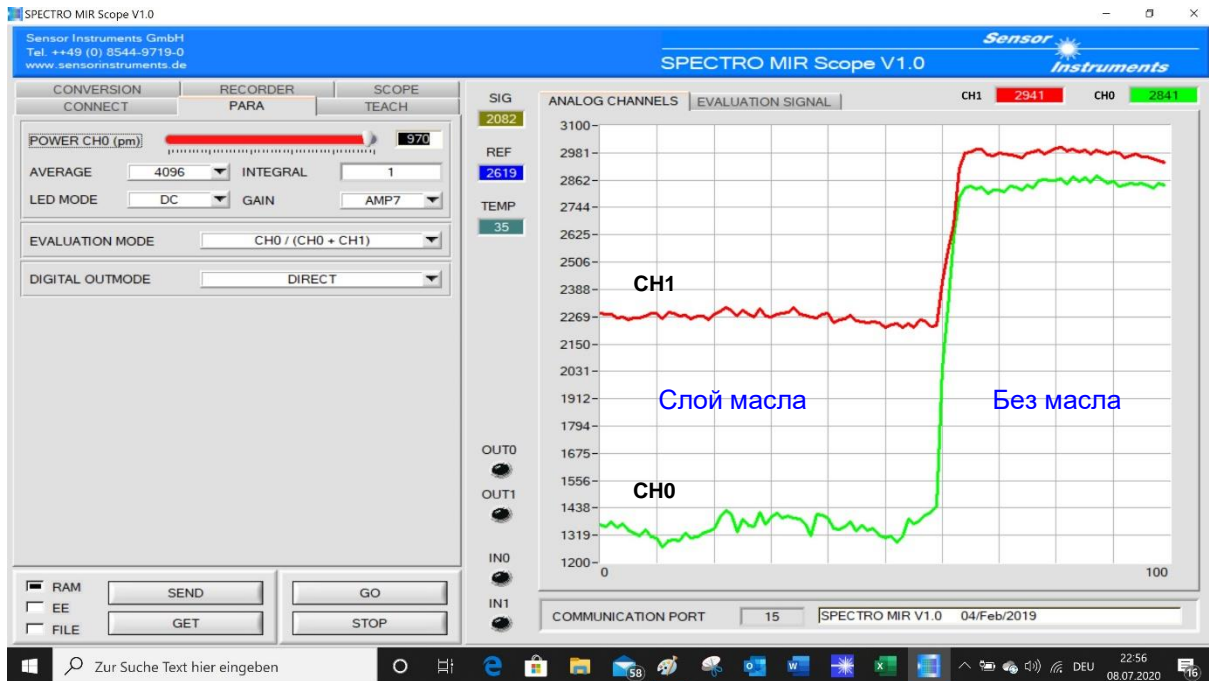 SPECTRO MIR Scope V1.0
Sensor Instruments GmbH
Tel. ++49 (0) 8544-9719-0
www.sensorinstruments.de
SPECTRO MIR Scope V1.0
Sensor
Instruments
CONVERSION RECORDER SCOPE
CONNECT PARA TEACH
POWER CH0 (pm) 970
AVERAGE 4096 INTEGRAL 1
LED MODE DC GAIN AMP7
EVALUATION MODE CH0 / (CH0 + CH1)
DIGITAL OUTMODE DIRECT
RAM
EE
FILE
SEND
GET
GO
STOP
SIG
2082
REF
2619
TEMP
35
OUT0
OUT1
IN0
IN1
ANALOG CHANNELS EVALUATION SIGNAL
CH1 2941 CH0 2841
3100
2981
2862
2744
2625
2506
2388
2269
2150
2031
1912
1794
1675
1556
1438
1319
1200
0 100
CH1
Слой масла Без масла
CH0
COMMUNICATION PORT 15 SPECTRO MIR V1.0 04/Feb/2019
Zur Suche Text hier eingeben
58
DEU
22:56
08.07.2020
16